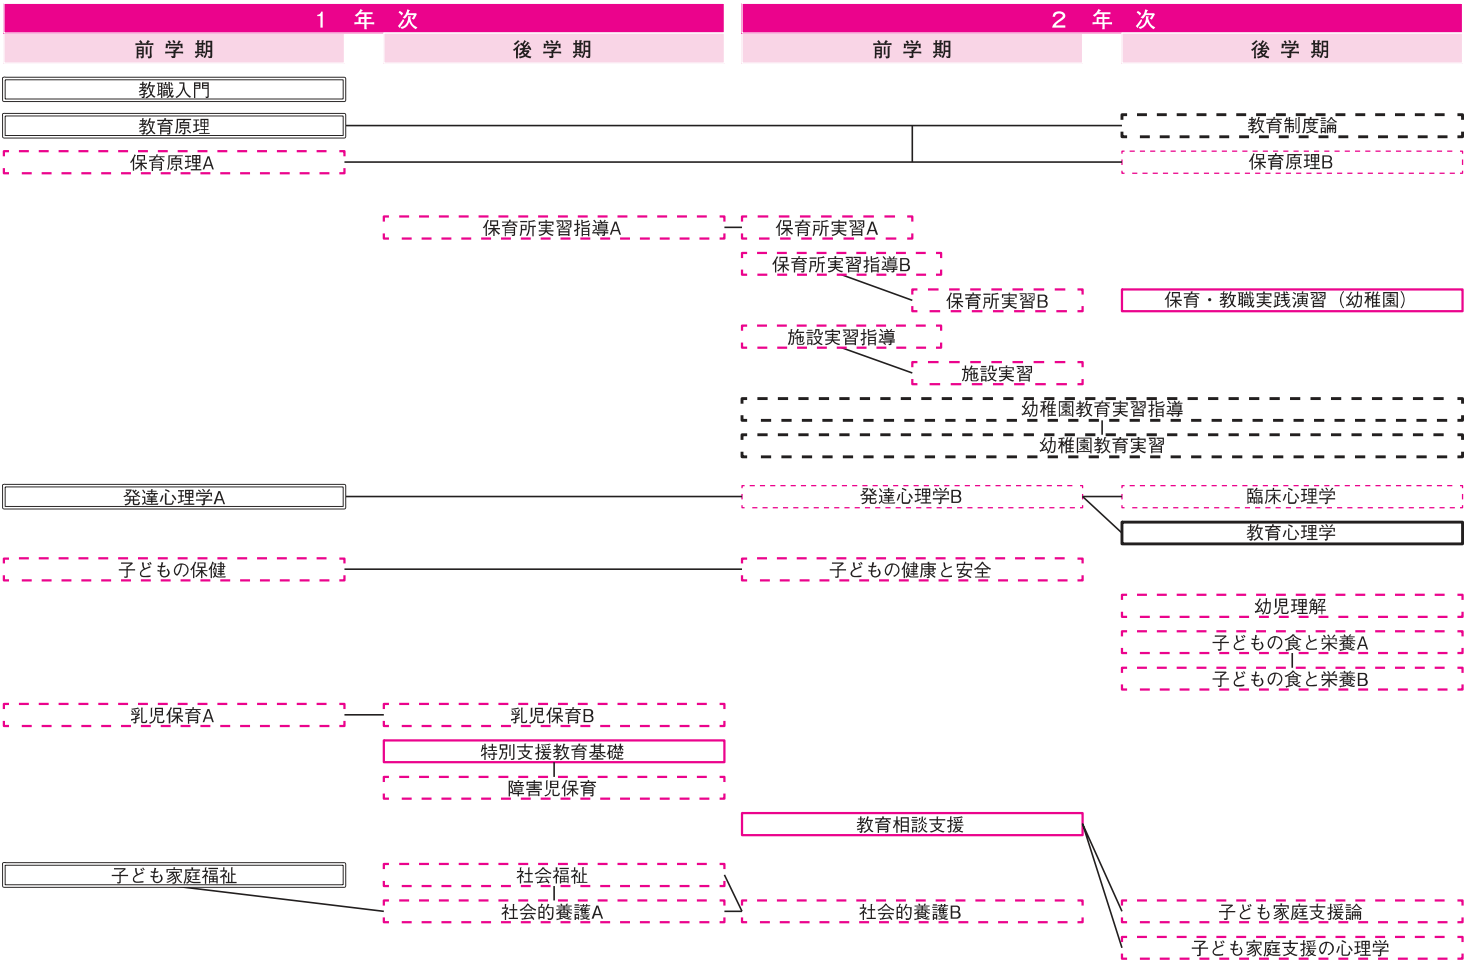 1 年 次
2 年 次
前 学 期
後 学 期
前 学 期
後 学 期
教職入門
教育原理
教育制度論
保育原理A
保育原理B
保育所実習指導A
保育所実習A
保育所実習指導B
保育所実習B
保育・教職実践演習（幼稚園）
施設実習指導
施設実習
幼稚園教育実習指導
幼稚園教育実習
発達心理学A
発達心理学B
臨床心理学
教育心理学
子どもの保健
子どもの健康と安全
幼児理解
子どもの食と栄養A
子どもの食と栄養B
乳児保育A
乳児保育B
特別支援教育基礎
障害児保育
教育相談支援
子ども家庭福祉
社会福祉
社会的養護A
社会的養護B
子ども家庭支援論
子ども家庭支援の心理学